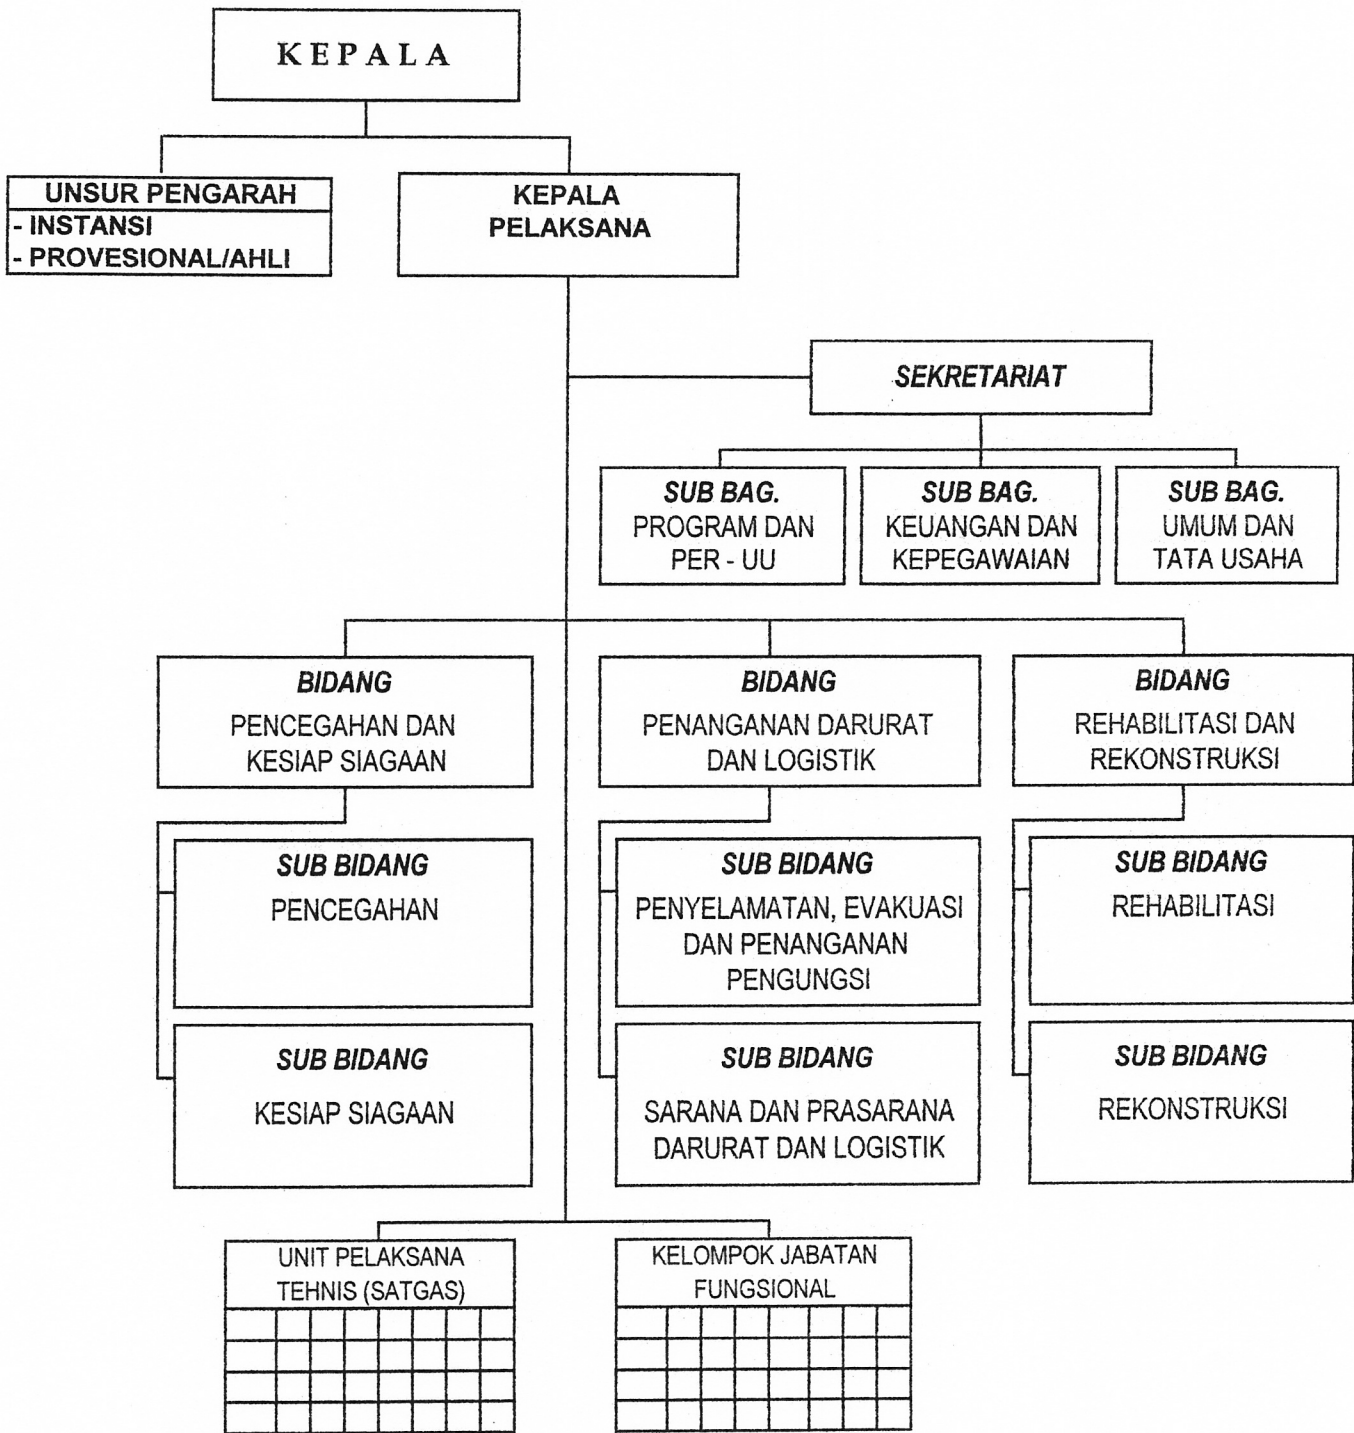 KEPALA
UNSUR PENGARAH
- INSTANSI
- PROVESIONAL/AHLI
KEPALA
PELAKSANA
SEKRETARIAT
SUB BAG.
PROGRAM DAN
PER - UU
SUB BAG.
KEUANGAN DAN
KEPEGAWAIAN
SUB BAG.
UMUM DAN
TATA USAHA
BIDANG
PENCEGAHAN DAN
KESIAP SIAGAAN
BIDANG
PENANGANAN DARURAT
DAN LOGISTIK
BIDANG
REHABILITASI DAN
REKONSTRUKSI
SUB BIDANG
PENCEGAHAN
SUB BIDANG
PENYELAMATAN, EVAKUASI
DAN PENANGANAN
PENGUNGSI
SUB BIDANG
REHABILITASI
SUB BIDANG
KESIAP SIAGAAN
SUB BIDANG
SARANA DAN PRASARANA
DARURAT DAN LOGISTIK
SUB BIDANG
REKONSTRUKSI
UNIT PELAKSANA
TEHNIS (SATGAS)
KELOMPOK JABATAN
FUNGSIONAL